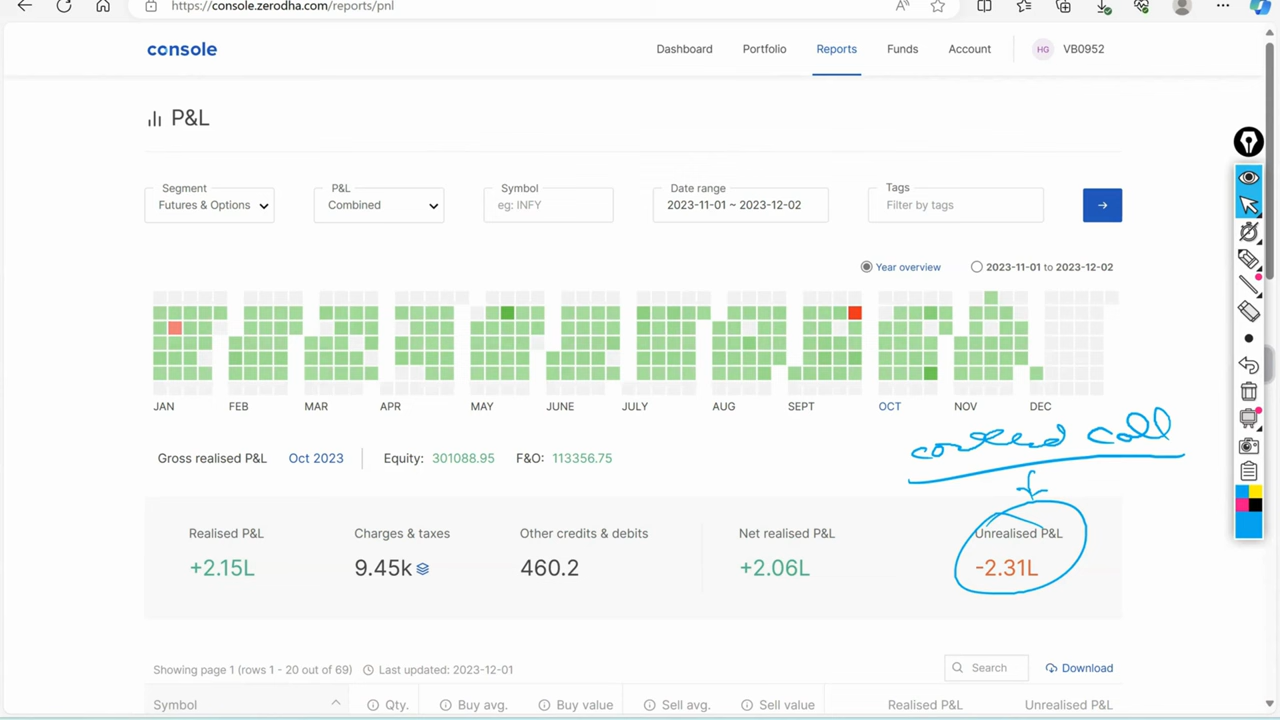 https://console.zerodha.com/reports/pnl
console
Dashboard Portfolio Reports Funds Account HG VB0952
P&L
Segment P&L Symbol Date range Tags
Futures & Options Combined eg: INFY 2023-11-01 ~ 2023-12-02 Filter by tags
Year overview 2023-11-01 to 2023-12-02
JAN FEB MAR APR MAY JUNE JULY AUG SEPT OCT NOV DEC
covered call
Gross realised P&L Oct 2023 Equity: 301088.95 F&O: 113356.75
Realised P&L Charges & taxes Other credits & debits Net realised P&L Unrealised P&L
+2.15L 9.45k 460.2 +2.06L -2.31L
Showing page 1 (rows 1 - 20 out of 69) Last updated: 2023-12-01 Search Download
Symbol Qty. Buy avg. Buy value Sell avg. Sell value Realised P&L Unrealised P&L